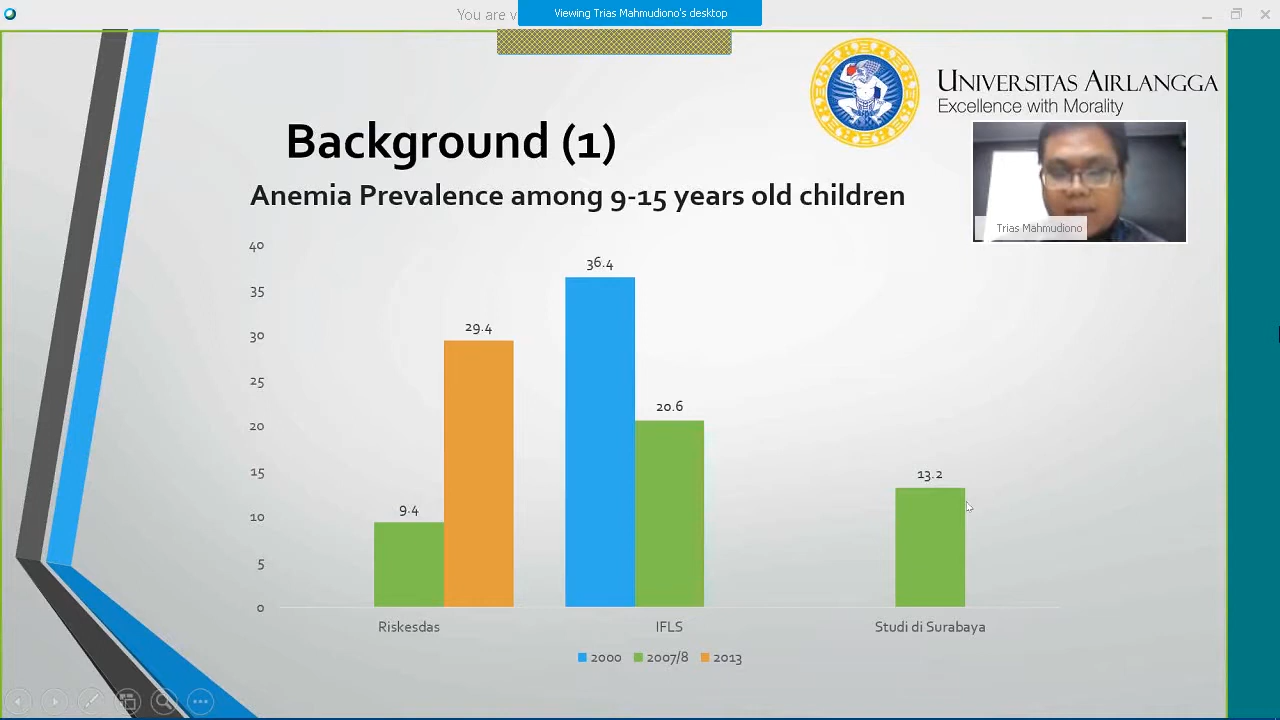 You are v
Viewing Trias Mahmudiono's desktop
UNIVERSITAS AIRLANGGA
Excellence with Morality
Background (1)
Anemia Prevalence among 9-15 years old children
Trias Mahmudiono
40
35
30
25
20
15
10
5
0
9.4
29.4
36.4
20.6
13.2
Riskesdas
IFLS
Studi di Surabaya
2000
2007/8
2013